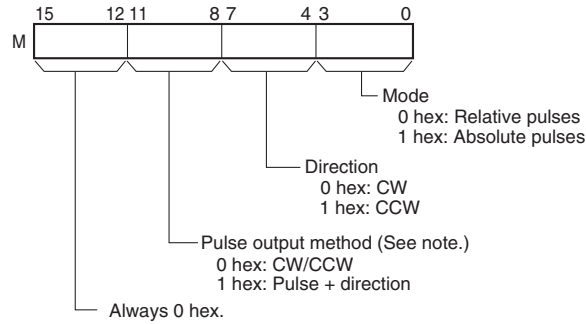 15 12 11 8 7 4 3 0
M
Mode
0 hex: Relative pulses
1 hex: Absolute pulses
Direction
0 hex: CW
1 hex: CCW
Pulse output method (See note.)
0 hex: CW/CCW
1 hex: Pulse + direction
Always 0 hex.